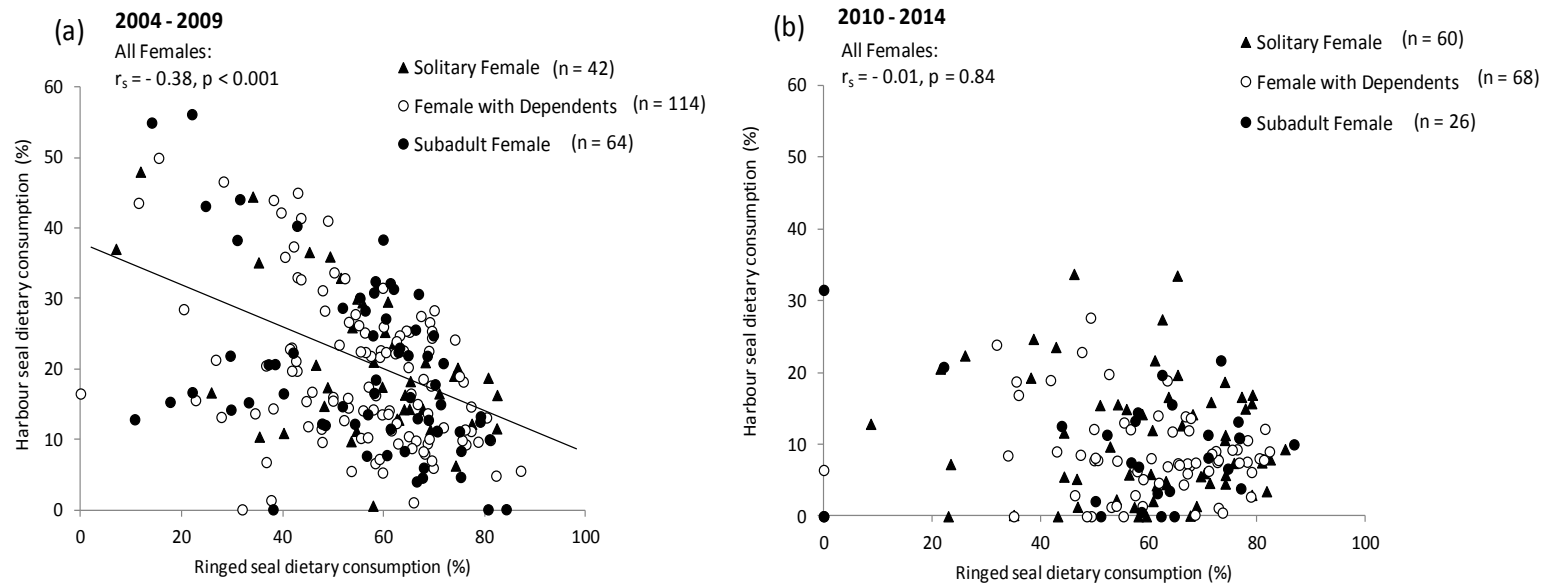 (a)
2004 - 2009
All Females:
rs = - 0.38, p < 0.001
▲ Solitary Female (n = 42)
○ Female with Dependents (n = 114)
● Subadult Female (n = 64)
Harbour seal dietary consumption (%)
60
50
40
30
20
10
0
0 20 40 60 80 100
Ringed seal dietary consumption (%)
(b)
2010 - 2014
All Females:
rs = - 0.01, p = 0.84
▲ Solitary Female (n = 60)
○ Female with Dependents (n = 68)
● Subadult Female (n = 26)
Harbour seal dietary consumption (%)
60
50
40
30
20
10
0
0 20 40 60 80 100
Ringed seal dietary consumption (%)